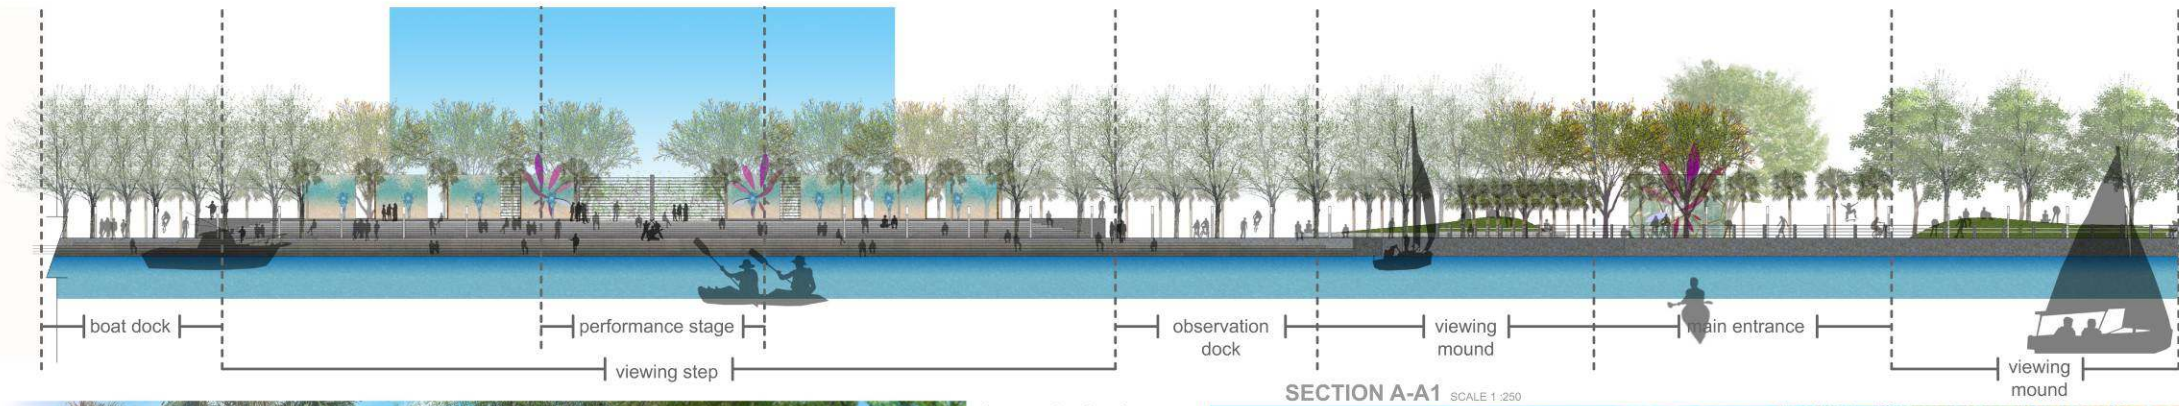 boat dock
performance stage
observation
dock
viewing
mound
main entrance
viewing step
viewing
mound
SECTION A-A1 SCALE 1 :250